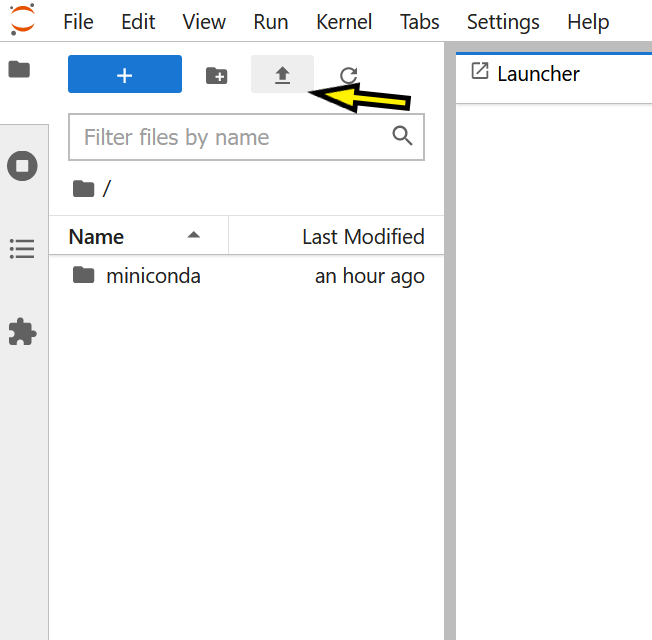 File Edit View Run Kernel Tabs Settings Help
Launcher
Filter files by name
/
Name Last Modified
miniconda an hour ago